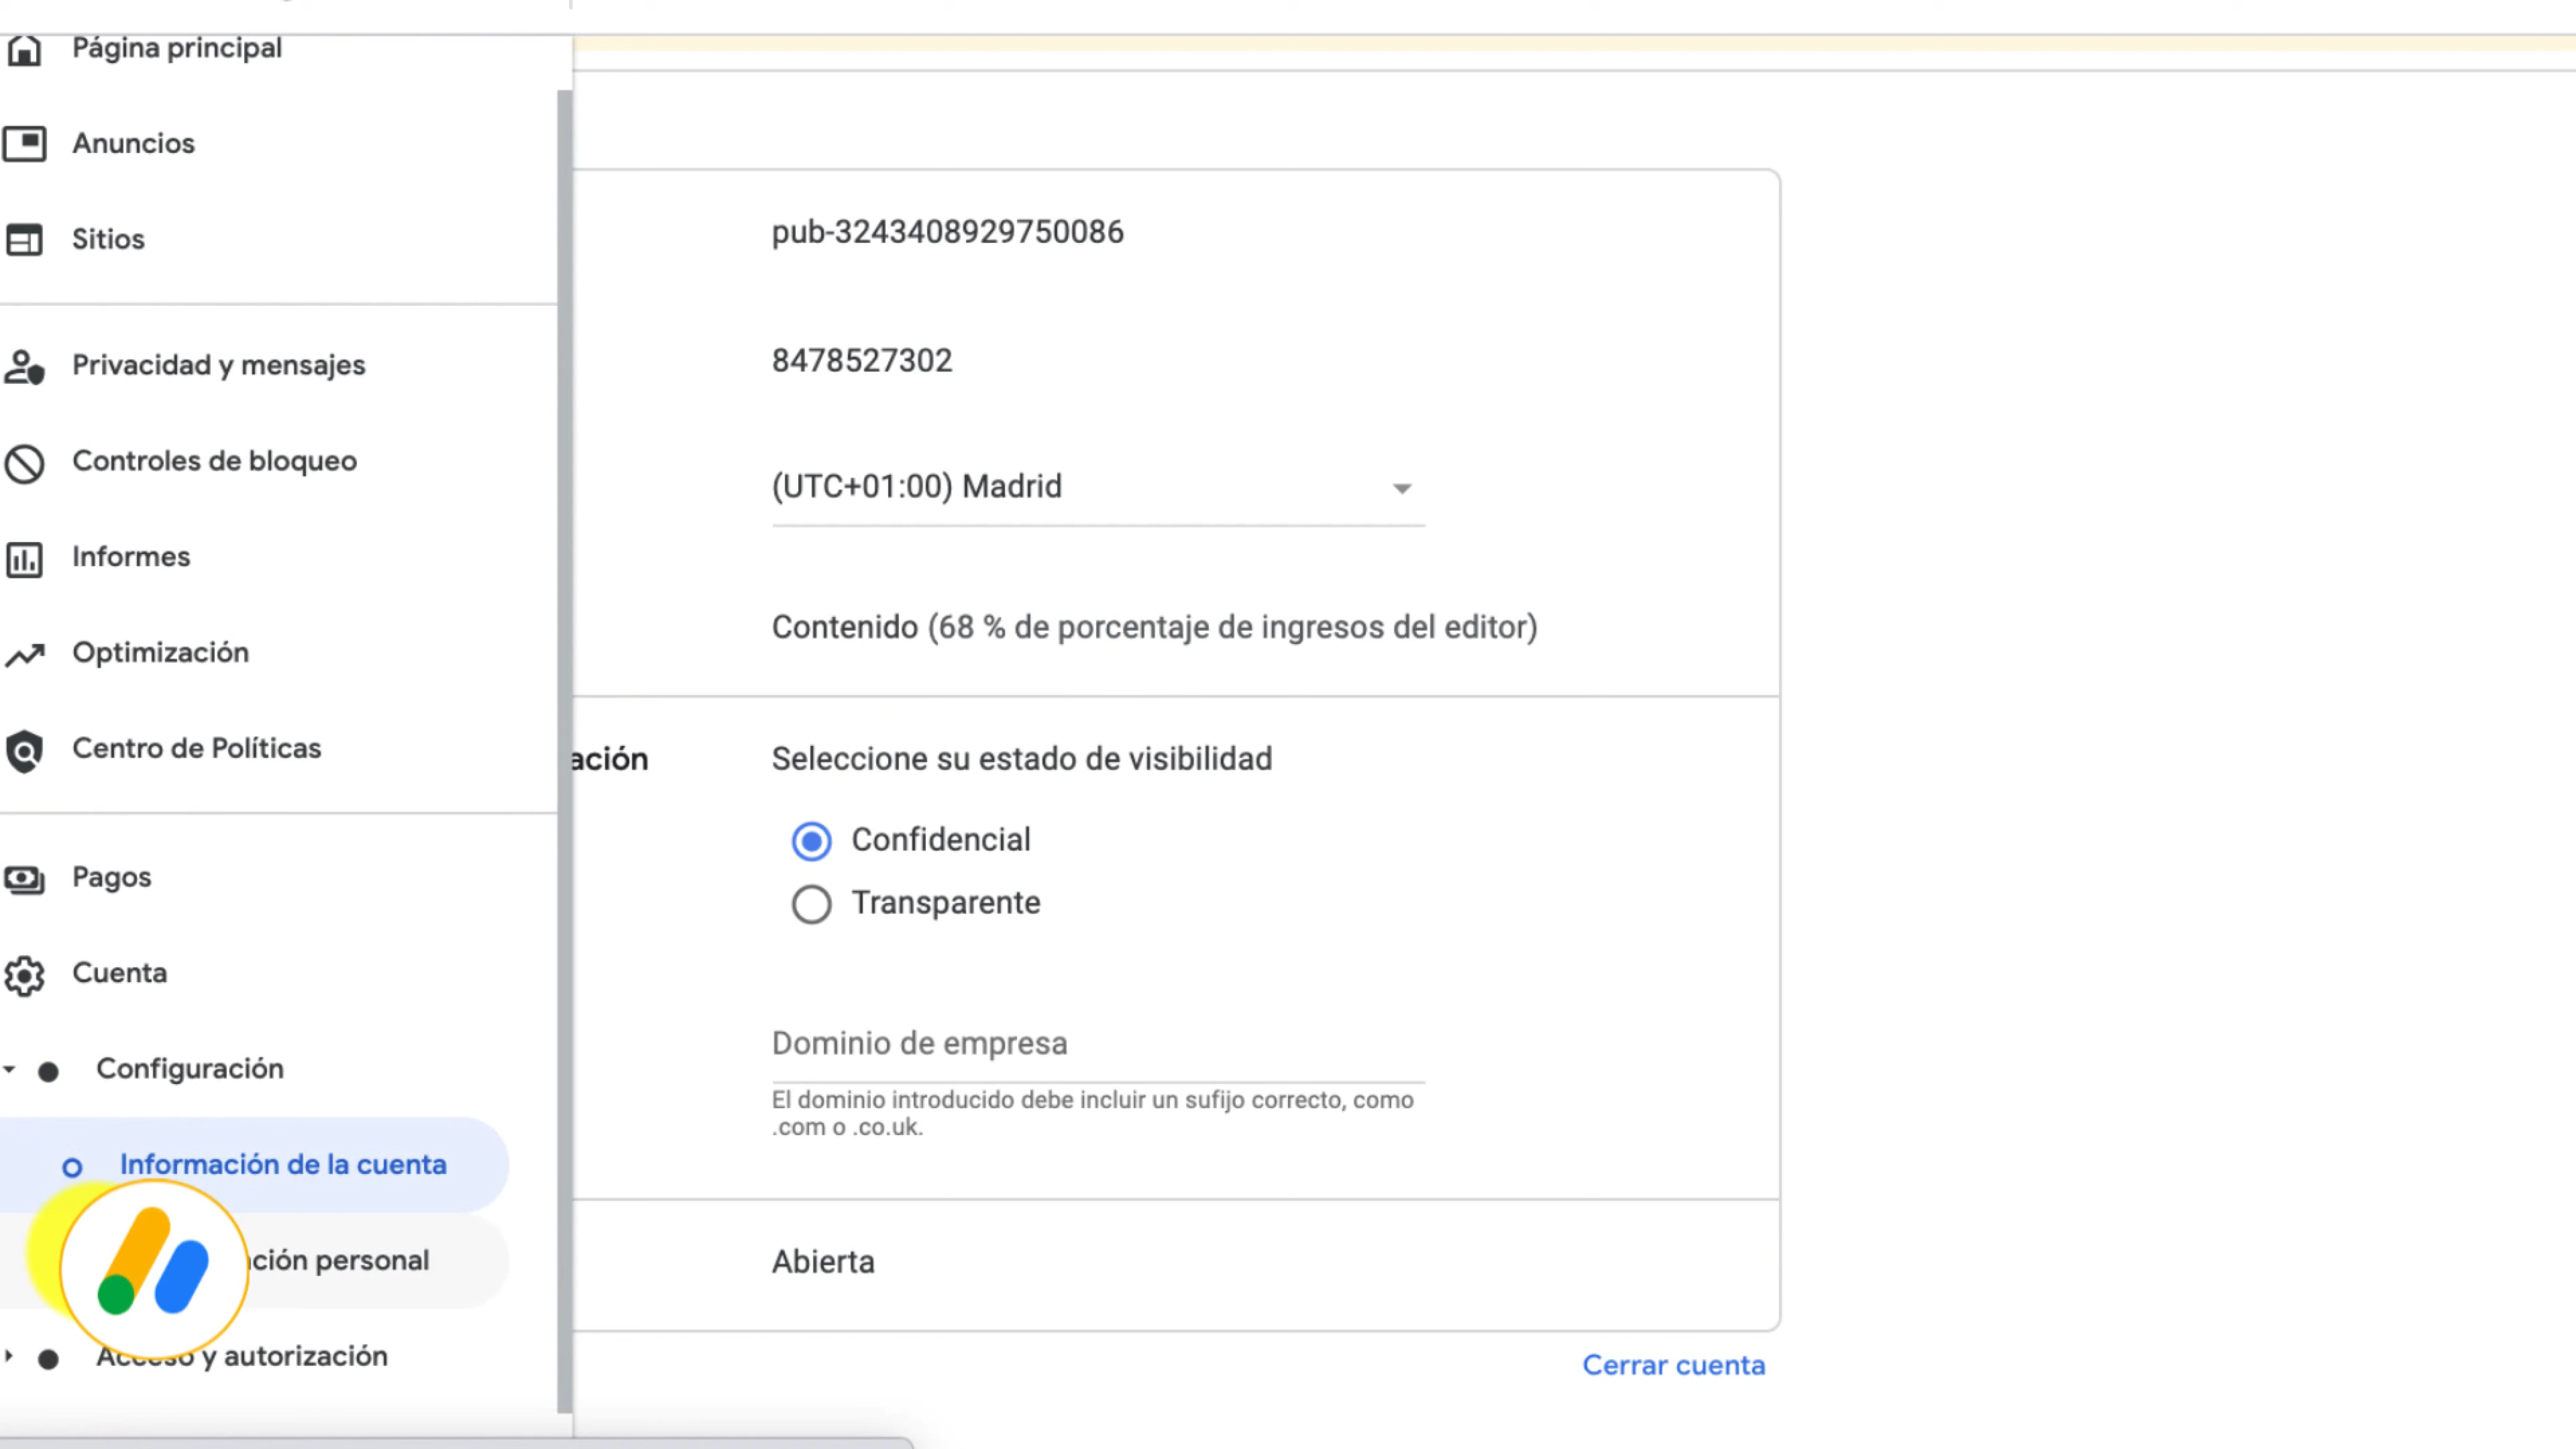 Página principal
Anuncios
Sitios
Privacidad y mensajes
Controles de bloqueo
Informes
Optimización
Centro de Políticas
Pagos
Cuenta
Configuración
Información de la cuenta
ción personal
Acceso y autorización
pub-3243408929750086
8478527302
(UTC+01:00) Madrid
Contenido (68 % de porcentaje de ingresos del editor)
ación
Seleccione su estado de visibilidad
Confidencial
Transparente
Dominio de empresa
El dominio introducido debe incluir un sufijo correcto, como
.com o .co.uk.
Abierta
Cerrar cuenta